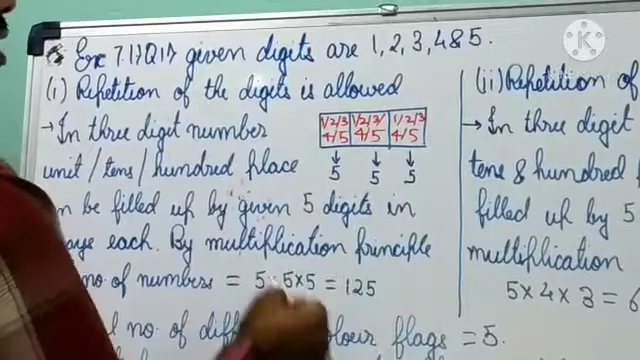 Exr 7.1) Q1) given digits are 1, 2, 3, 4 & 5.
(i) Repetition of the digits is allowed
→ In three digit number
1/2/3 4/5 1/2/3/ 4/5 1/2/3 4/5
unit / tens / hundred place
5 5 5
n be filled up by given 5 digits in
ays each. By multiplication principle
no of numbers = 5 × 5 × 5 = 125
no. of colour flags = 5.
(ii) Repetition of
→ In three digit
tens & hundred
filled up by 5
multiplication
5 × 4 × 3 = 6
KINEMASTER